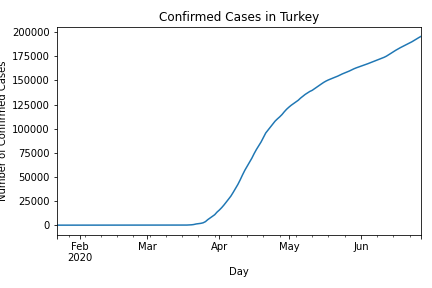 Confirmed Cases in Turkey
200000
175000
150000
125000
100000
75000
50000
25000
0
Number of Confirmed Cases
Feb
2020
Mar
Apr
May
Jun
Day